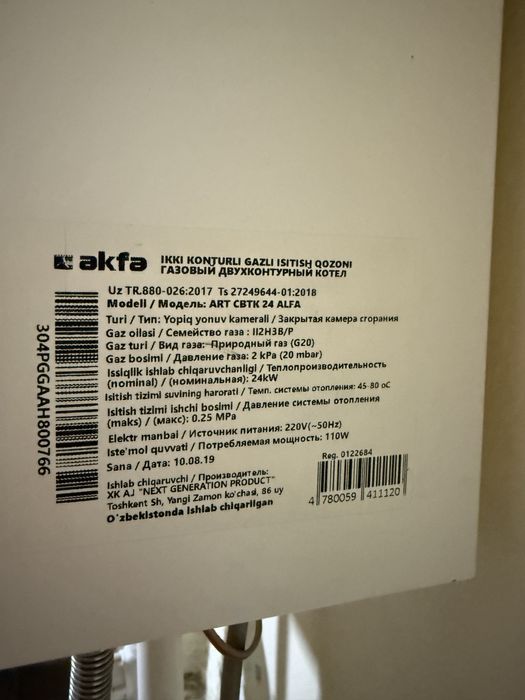 akfa
IKKI KONTURLI GAZLI ISITISH QOZONI
ГАЗОВЫЙ ДВУХКОНТУРНЫЙ КОТЕЛ
Uz TR.880-026:2017 Ts 27249644-01:2018
Modeli / Модель: ART CBTK 24 ALFA
Turi / Тип: Yopiq yonuv kamerali / Закрытая камера сгорания
Gaz oilasi / Семейство газа : II2H3B/P
Gaz turi / Вид газа: Природный газ (G20)
Gaz bosimi / Давление газа: 2 kPa (20 mbar)
Issiqlik ishlab chiqaruvchanligi / Теплопроизводительность
(nominal) / (номинальная): 24kW
Isitish tizimi suvining harorati / Темп. системы отопления: 45-80 oC
Isitish tizimi ishchi bosimi / Давление системы отопления
(maks) / (макс): 0.25 MPa
Elektr manbai / Источник питания: 220V(~50Hz)
Iste'mol quvvati / Потребляемая мощность: 110W
Sana / Дата: 10.08.19
Ishlab chiqaruvchi / Производитель:
XK AJ "NEXT GENERATION PRODUCT"
Toshkent Sh, Yangi Zamon ko'chasi, 86 uy
O'zbekistonda ishlab chiqarilgan
Reg. 0122684
4 780059 411120
304PGGAAH800766